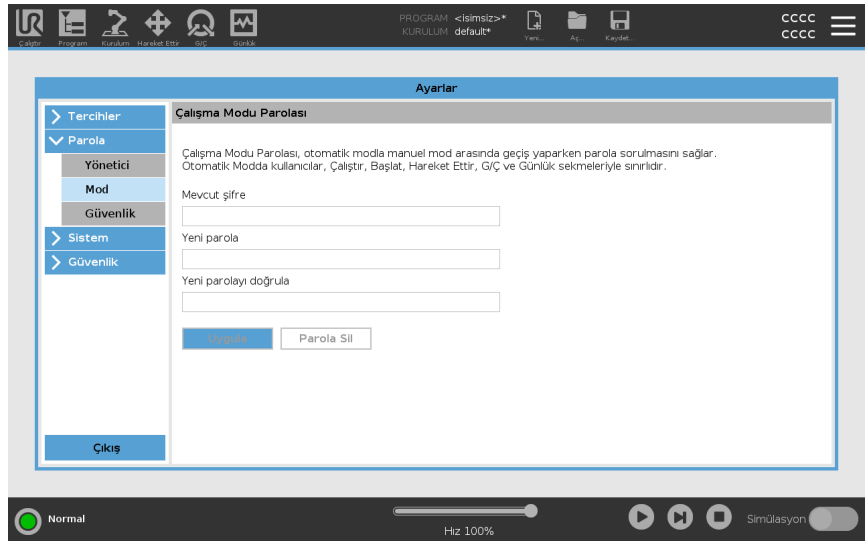 UR
Çalıştır
Program
Kurulum
Hareket Ettir
G/Ç
Günlük
PROGRAM <isimsiz>*
KURULUM default*
Yeni...
Aç...
Kaydet...
CCCC
CCCC
Ayarlar
Tercihler
Parola
Yönetici
Mod
Güvenlik
Sistem
Güvenlik
Çıkış
Çalışma Modu Parolası
Çalışma Modu Parolası, otomatik modla manuel mod arasında geçiş yaparken parola sorulmasını sağlar.
Otomatik Modda kullanıcılar, Çalıştır, Başlat, Hareket Ettir, G/Ç ve Günlük sekmeleriyle sınırlıdır.
Mevcut şifre
Yeni parola
Yeni parolayı doğrula
Uygula
Parola Sil
Normal
Hız 100%
Simülasyon